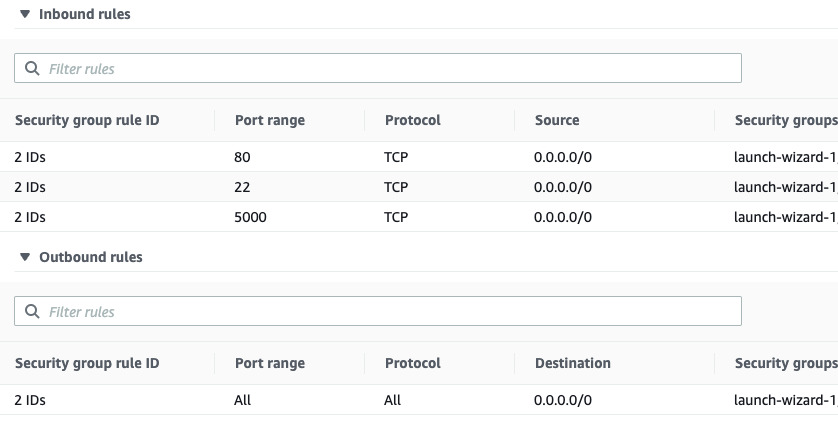 Inbound rules
Filter rules
Security group rule ID Port range Protocol Source Security groups
2 IDs 80 TCP 0.0.0.0/0 launch-wizard-1,
2 IDs 22 TCP 0.0.0.0/0 launch-wizard-1,
2 IDs 5000 TCP 0.0.0.0/0 launch-wizard-1,
Outbound rules
Filter rules
Security group rule ID Port range Protocol Destination Security groups
2 IDs All All 0.0.0.0/0 launch-wizard-1,